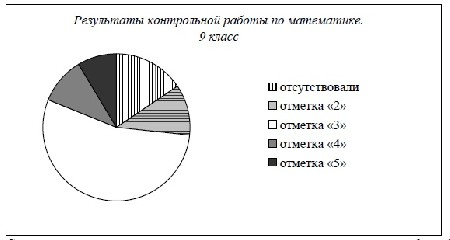 Результаты контрольной работы по математике.
9 класс
отсутствовали
отметка «2»
отметка «3»
отметка «4»
отметка «5»